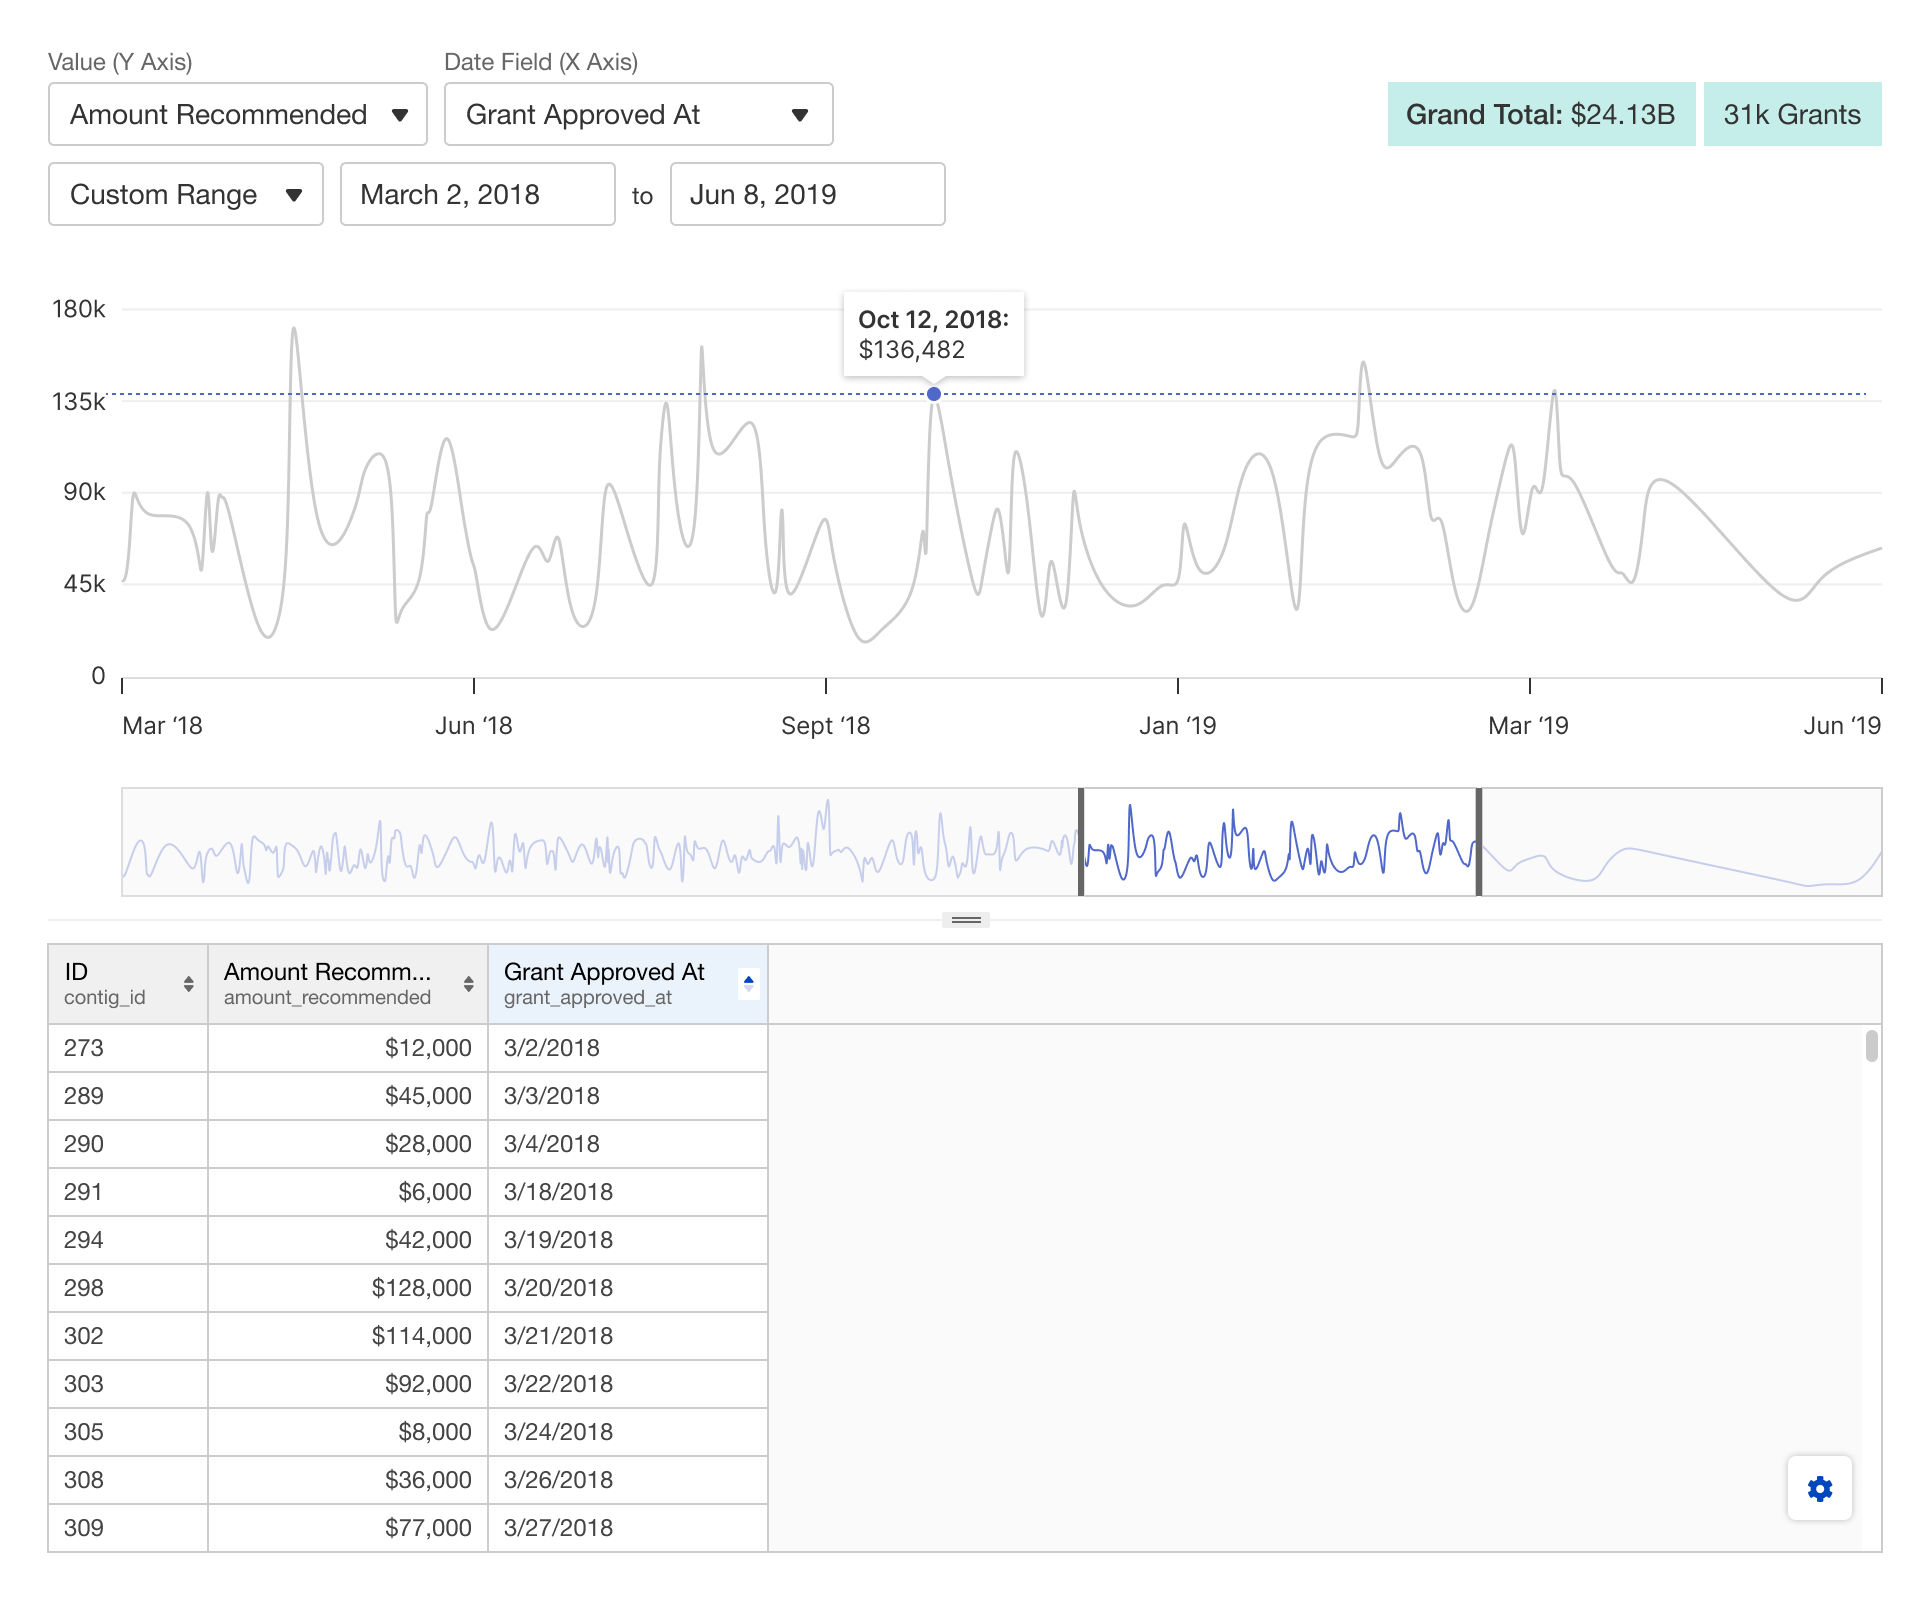 Value (Y Axis)
Date Field (X Axis)
Amount Recommended
Grant Approved At
Grand Total: $24.13B
31k Grants
Custom Range
March 2, 2018
to
Jun 8, 2019
180k
135k
90k
45k
0
Oct 12, 2018:
$136,482
Mar ‘18
Jun ‘18
Sept ‘18
Jan ‘19
Mar ‘19
Jun ‘19
ID
contig_id
Amount Recomm...
amount_recommended
Grant Approved At
grant_approved_at
273 $12,000 3/2/2018
289 $45,000 3/3/2018
290 $28,000 3/4/2018
291 $6,000 3/18/2018
294 $42,000 3/19/2018
298 $128,000 3/20/2018
302 $114,000 3/21/2018
303 $92,000 3/22/2018
305 $8,000 3/24/2018
308 $36,000 3/26/2018
309 $77,000 3/27/2018